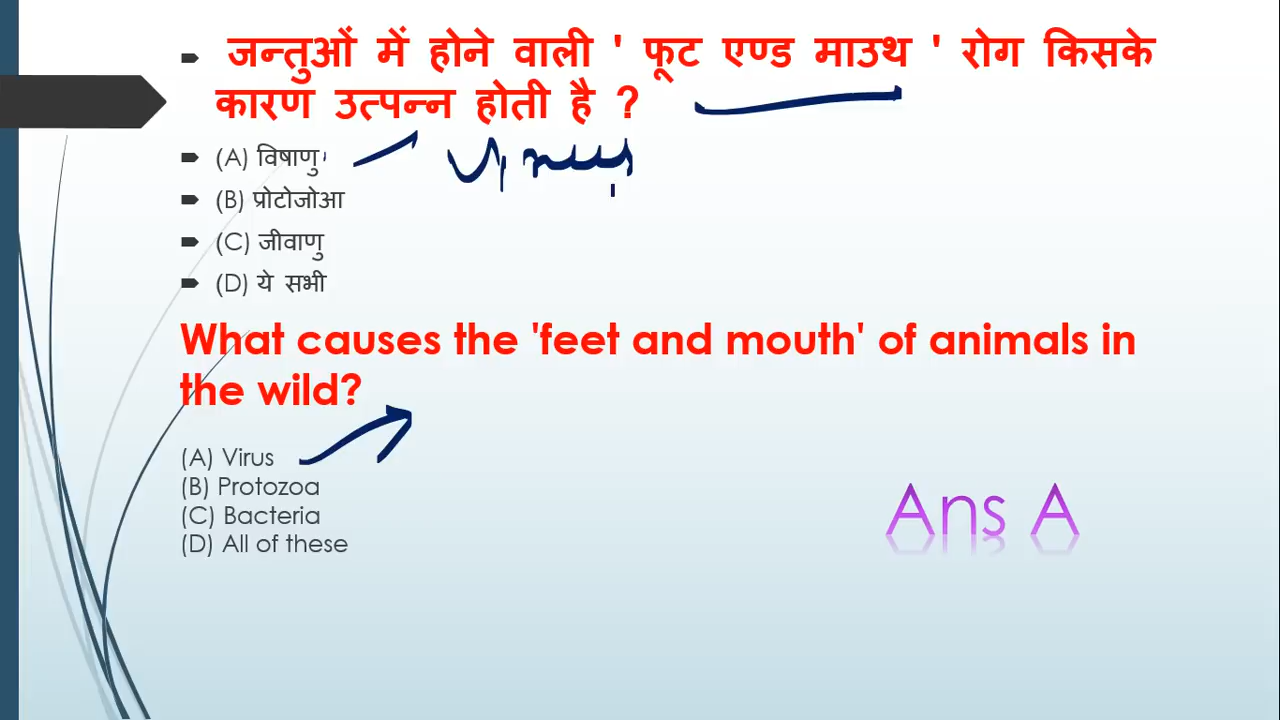 जन्तुओं में होने वाली ' फूट एण्ड माउथ ' रोग किसके
कारण उत्पन्न होती है ?
(A) विषाणु
(B) प्रोटोजोआ
(C) जीवाणु
(D) ये सभी
What causes the 'feet and mouth' of animals in
the wild?
(A) Virus
(B) Protozoa
(C) Bacteria
(D) All of these
Ans A